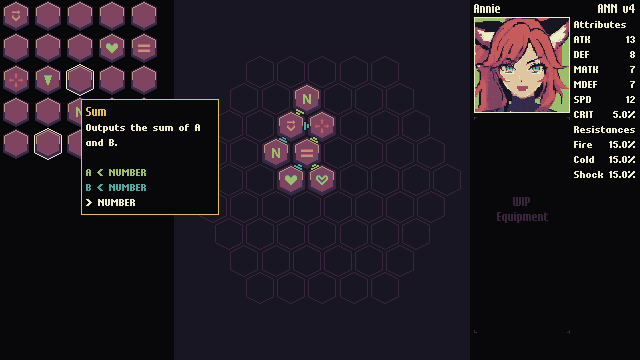 Annie ANN v4
Attributes
ATK 13
DEF 8
MATK 7
MDEF 7
SPD 12
CRIT 5.0%
Resistances
Fire 15.0%
Cold 15.0%
Shock 15.0%
WIP
Equipment
Sum
Outputs the sum of A
and B.
A < NUMBER
B < NUMBER
> NUMBER
N
N
=
=
N